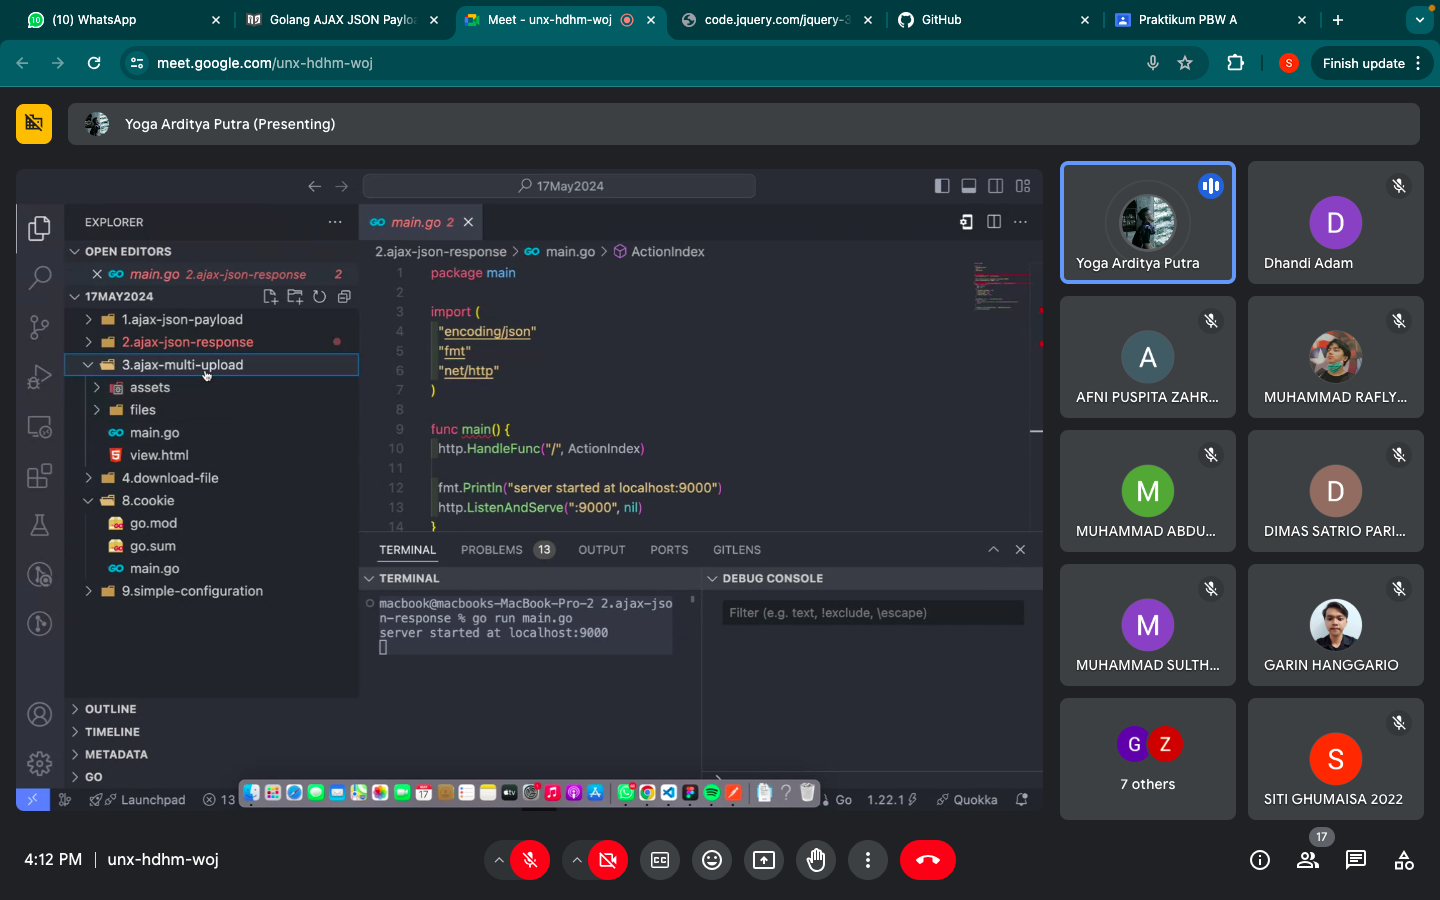 (10) WhatsApp
Golang AJAX JSON Paylo
Meet - unx-hdhm-woj
code.jquery.com/jquery-3
GitHub
Praktikum PBW A
meet.google.com/unx-hdhm-woj
S
Finish update
Yoga Arditya Putra (Presenting)
17May2024
EXPLORER
main.go 2
OPEN EDITORS
main.go 2.ajax-json-response 2
17MAY2024
1.ajax-json-payload
2.ajax-json-response
3.ajax-multi-upload
assets
files
main.go
view.html
4.download-file
8.cookie
go.mod
go.sum
main.go
9.simple-configuration
OUTLINE
TIMELINE
METADATA
GO
2.ajax-json-response > main.go > ActionIndex
1 package main
2
3 import (
4 "encoding/json"
5 "fmt"
6 "net/http"
7 )
8
9 func main() {
10 http.HandleFunc("/", ActionIndex)
11
12 fmt.Println("server started at localhost:9000")
13 http.ListenAndServe(":9000", nil)
14 }
TERMINAL PROBLEMS 13 OUTPUT PORTS GITLENS
TERMINAL
macbook@macbooks-MacBook-Pro-2 2.ajax-jso
n-response % go run main.go
server started at localhost:9000
DEBUG CONSOLE
Filter (e.g. text, !exclude, \escape)
Launchpad 13
17
Go 1.22.1 Quokka
Yoga Arditya Putra
D
Dhandi Adam
A
AFNI PUSPITA ZAHR...
MUHAMMAD RAFLY...
M
MUHAMMAD ABDU...
D
DIMAS SATRIO PARI...
M
MUHAMMAD SULTH...
GARIN HANGGARIO
G Z
7 others
S
SITI GHUMAISA 2022
4:12 PM | unx-hdhm-woj
17